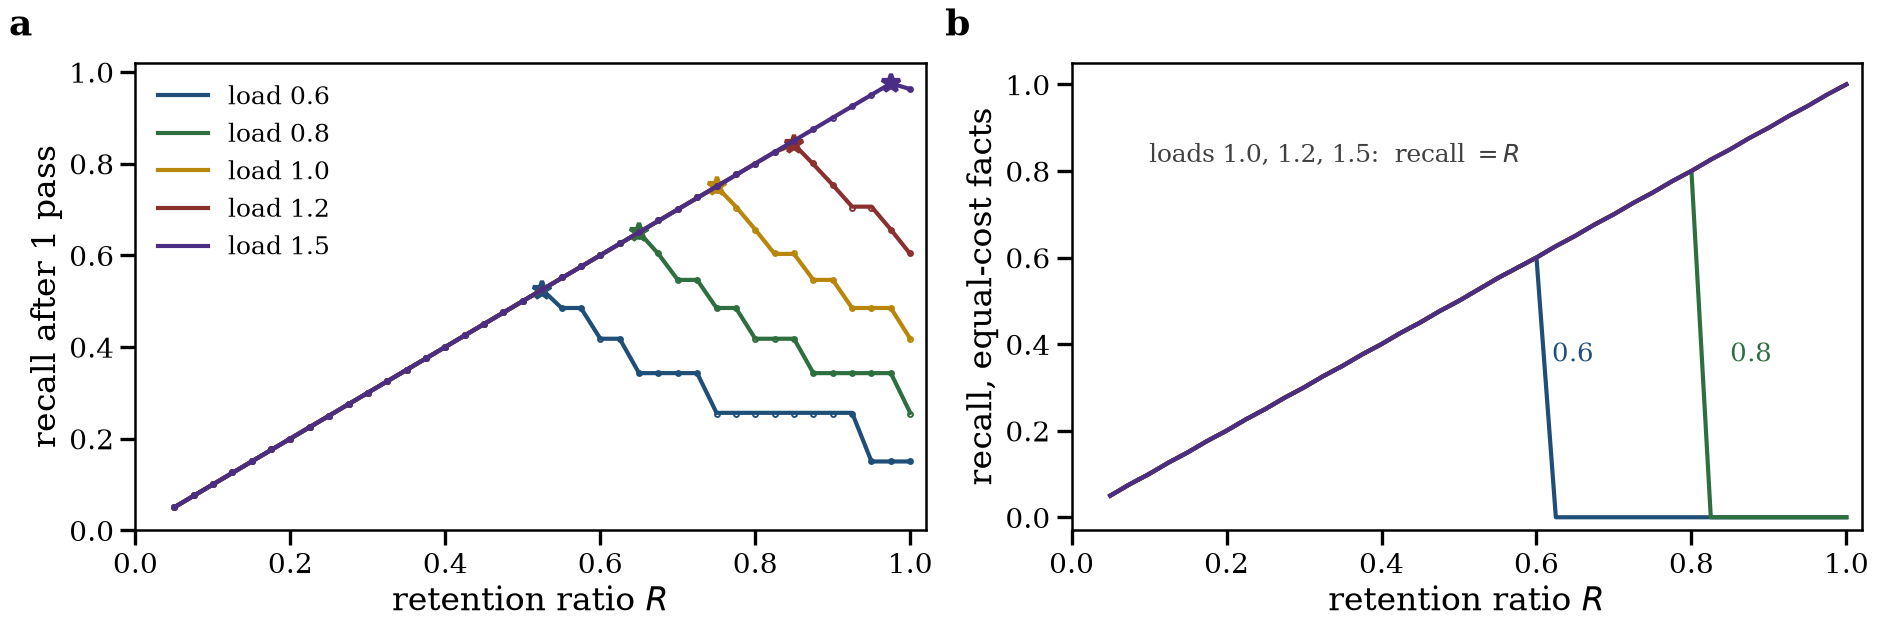 a
recall after 1 pass
1.0
0.8
0.6
0.4
0.2
0.0
load 0.6
load 0.8
load 1.0
load 1.2
load 1.5
0.0 0.2 0.4 0.6 0.8 1.0
retention ratio R
b
recall, equal-cost facts
1.0
0.8
0.6
0.4
0.2
0.0
loads 1.0, 1.2, 1.5: recall = R
0.6
0.8
0.0 0.2 0.4 0.6 0.8 1.0
retention ratio R